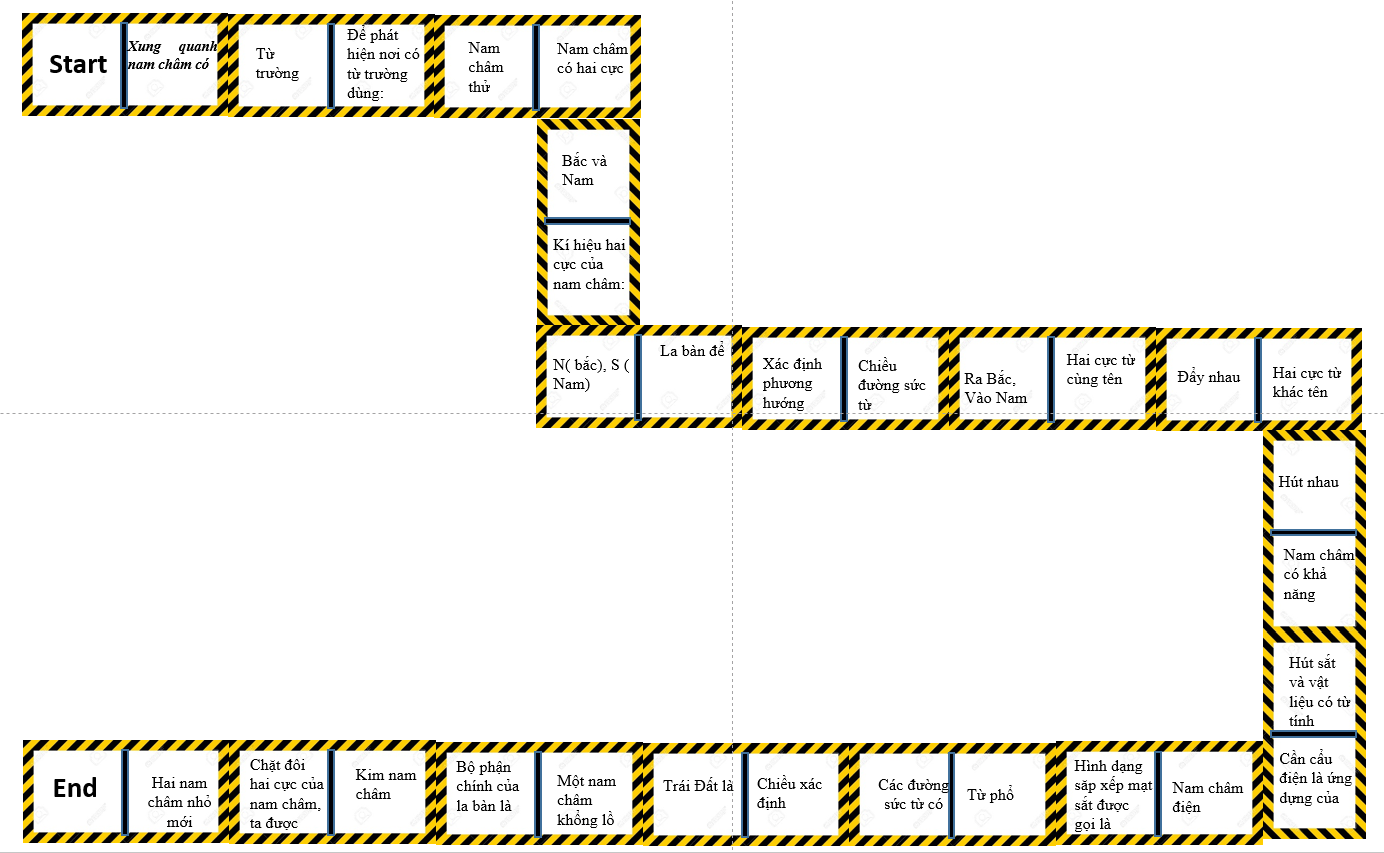 Start
Xung quanh
nam châm có
Từ
trường
Để phát
hiện nơi có
từ trường
dùng:
Nam
châm
thử
Nam châm
có hai cực
Bắc và
Nam
Kí hiệu hai
cực của
nam châm:
N( bắc), S (
Nam)
La bàn để
Xác định
phương
hướng
Chiều
đường sức
từ
Ra Bắc,
Vào Nam
Hai cực từ
cùng tên
Đẩy nhau
Hai cực từ
khác tên
Hút nhau
Nam châm
có khả
năng
Hút sắt
và vật
liệu có từ
tính
Cần cẩu
điện là ứng
dụng của
End
Hai nam
châm nhỏ
mới
Chặt đôi
hai cực của
nam châm,
ta được
Kim nam
châm
Bộ phận
chính của
la bàn là
Một nam
châm
khổng lồ
Trái Đất là
Chiều xác
định
Các đường
sức từ có
Từ phổ
Hình dạng
săp xếp mạt
sắt được
gọi là
Nam châm
điện